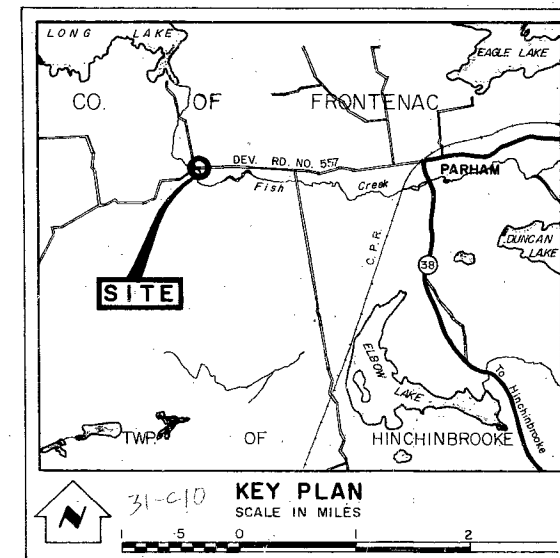 LONG LAKE
EAGLE LAKE
CO. OF FRONTENAC
DEV. RD. NO. 557
PARHAM
Fish Creek
C.P.R.
DUNCAN
LAKE
38
SITE
ELBOW
LAKE
To Hinchinbrooke
TWP. OF HINCHINBROOKE
N
31-C10
KEY PLAN
SCALE IN MILES
·5 0 1 2